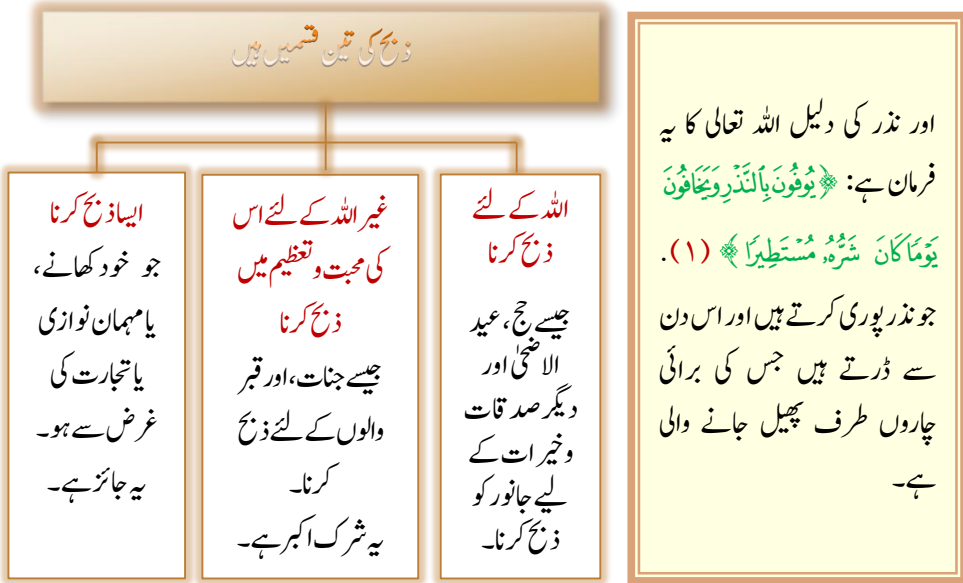 اور نذر کی دلیل اللہ تعالی کا یہ
فرمان ہے: ﴿يُوفُونَ بِٱلنَّذۡرِ وَيَخَافُونَ
يَوۡمٗا كَانَ شَرُّهُۥ مُسۡتَطِيرٗا﴾ (۱).
جو نذر پوری کرتے ہیں اور اس دن
سے ڈرتے ہیں جس کی برائی
چاروں طرف پھیل جانے والی
ہے۔
ذبح کی تین قسمیں ہیں
اللہ کے لئے
ذبح کرنا
جیسے حج، عید
الاضحیٰ اور
دیگر صدقات
و خیرات کے
لیے جانور کو
ذبح کرنا۔
غیر اللہ کے لئے اس
کی محبت و تعظیم میں
ذبح کرنا
جیسے جنات، اور قبر
والوں کے لئے ذبح
کرنا۔
یہ شرک اکبر ہے۔
ایسا ذبح کرنا
جو خود کھانے،
یا مہمان نوازی
یا تجارت کی
غرض سے ہو۔
یہ جائز ہے۔